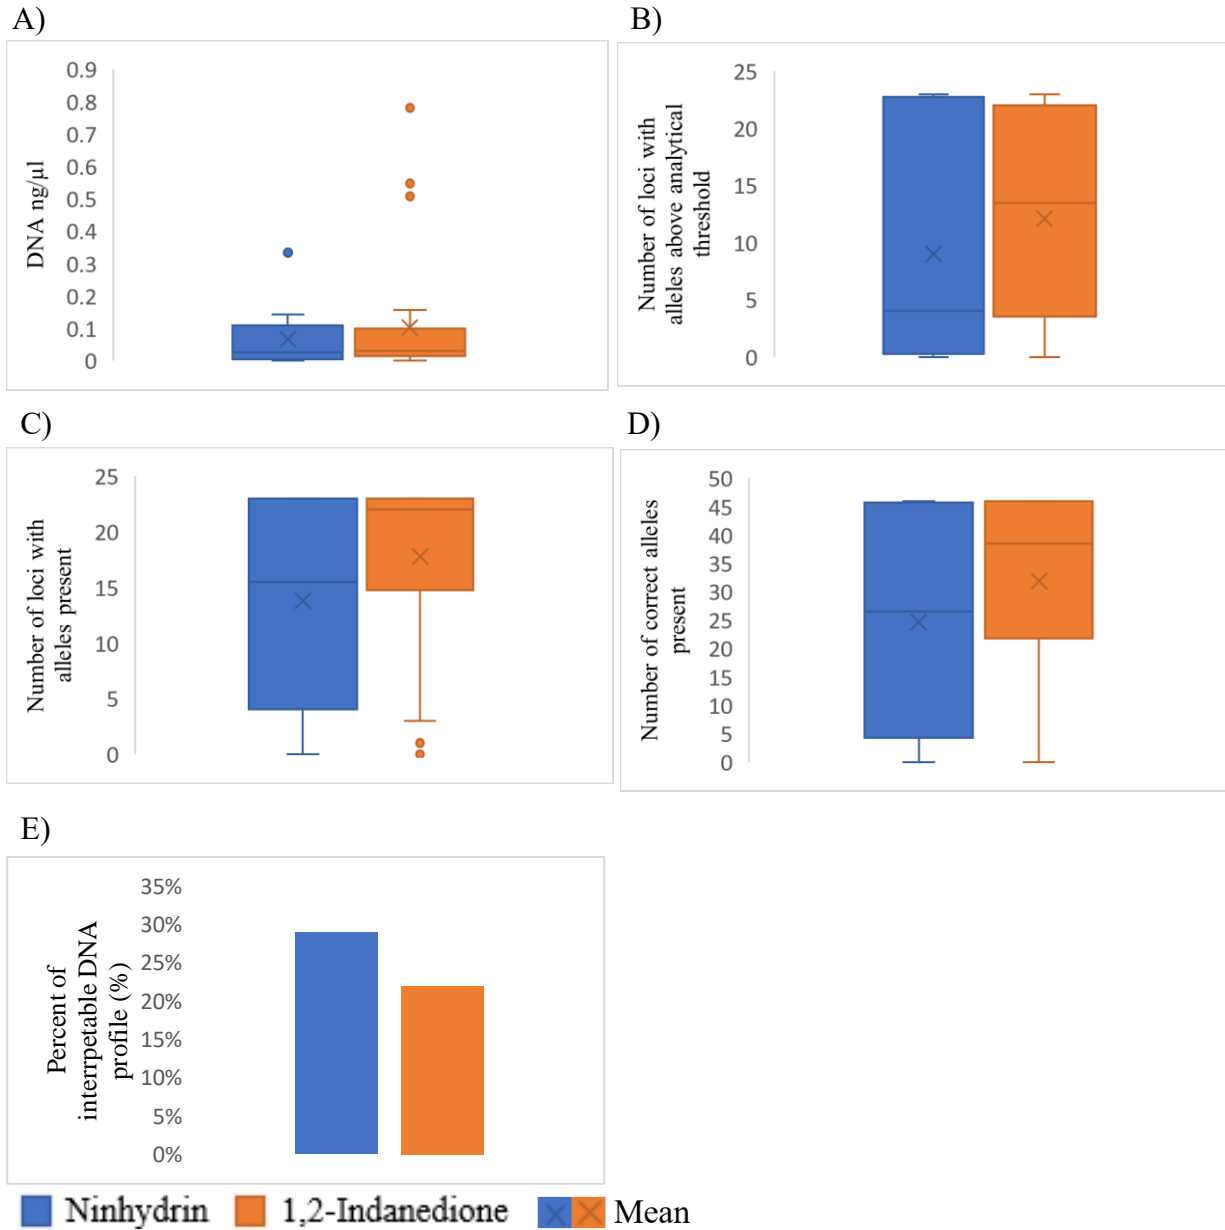 A)
0.9
0.8
0.7
0.6
0.5
0.4
0.3
0.2
0.1
0
DNA ng/µl
B)
25
20
15
10
5
0
Number of loci with
alleles above analytical
threshold
C)
25
20
15
10
5
0
Number of loci with
alleles present
D)
50
45
40
35
30
25
20
15
10
5
0
Number of correct alleles
present
E)
35%
30%
25%
20%
15%
10%
5%
0%
Percent of
interrpetable DNA
profile (%)
Ninhydrin 1,2-Indanedione Mean